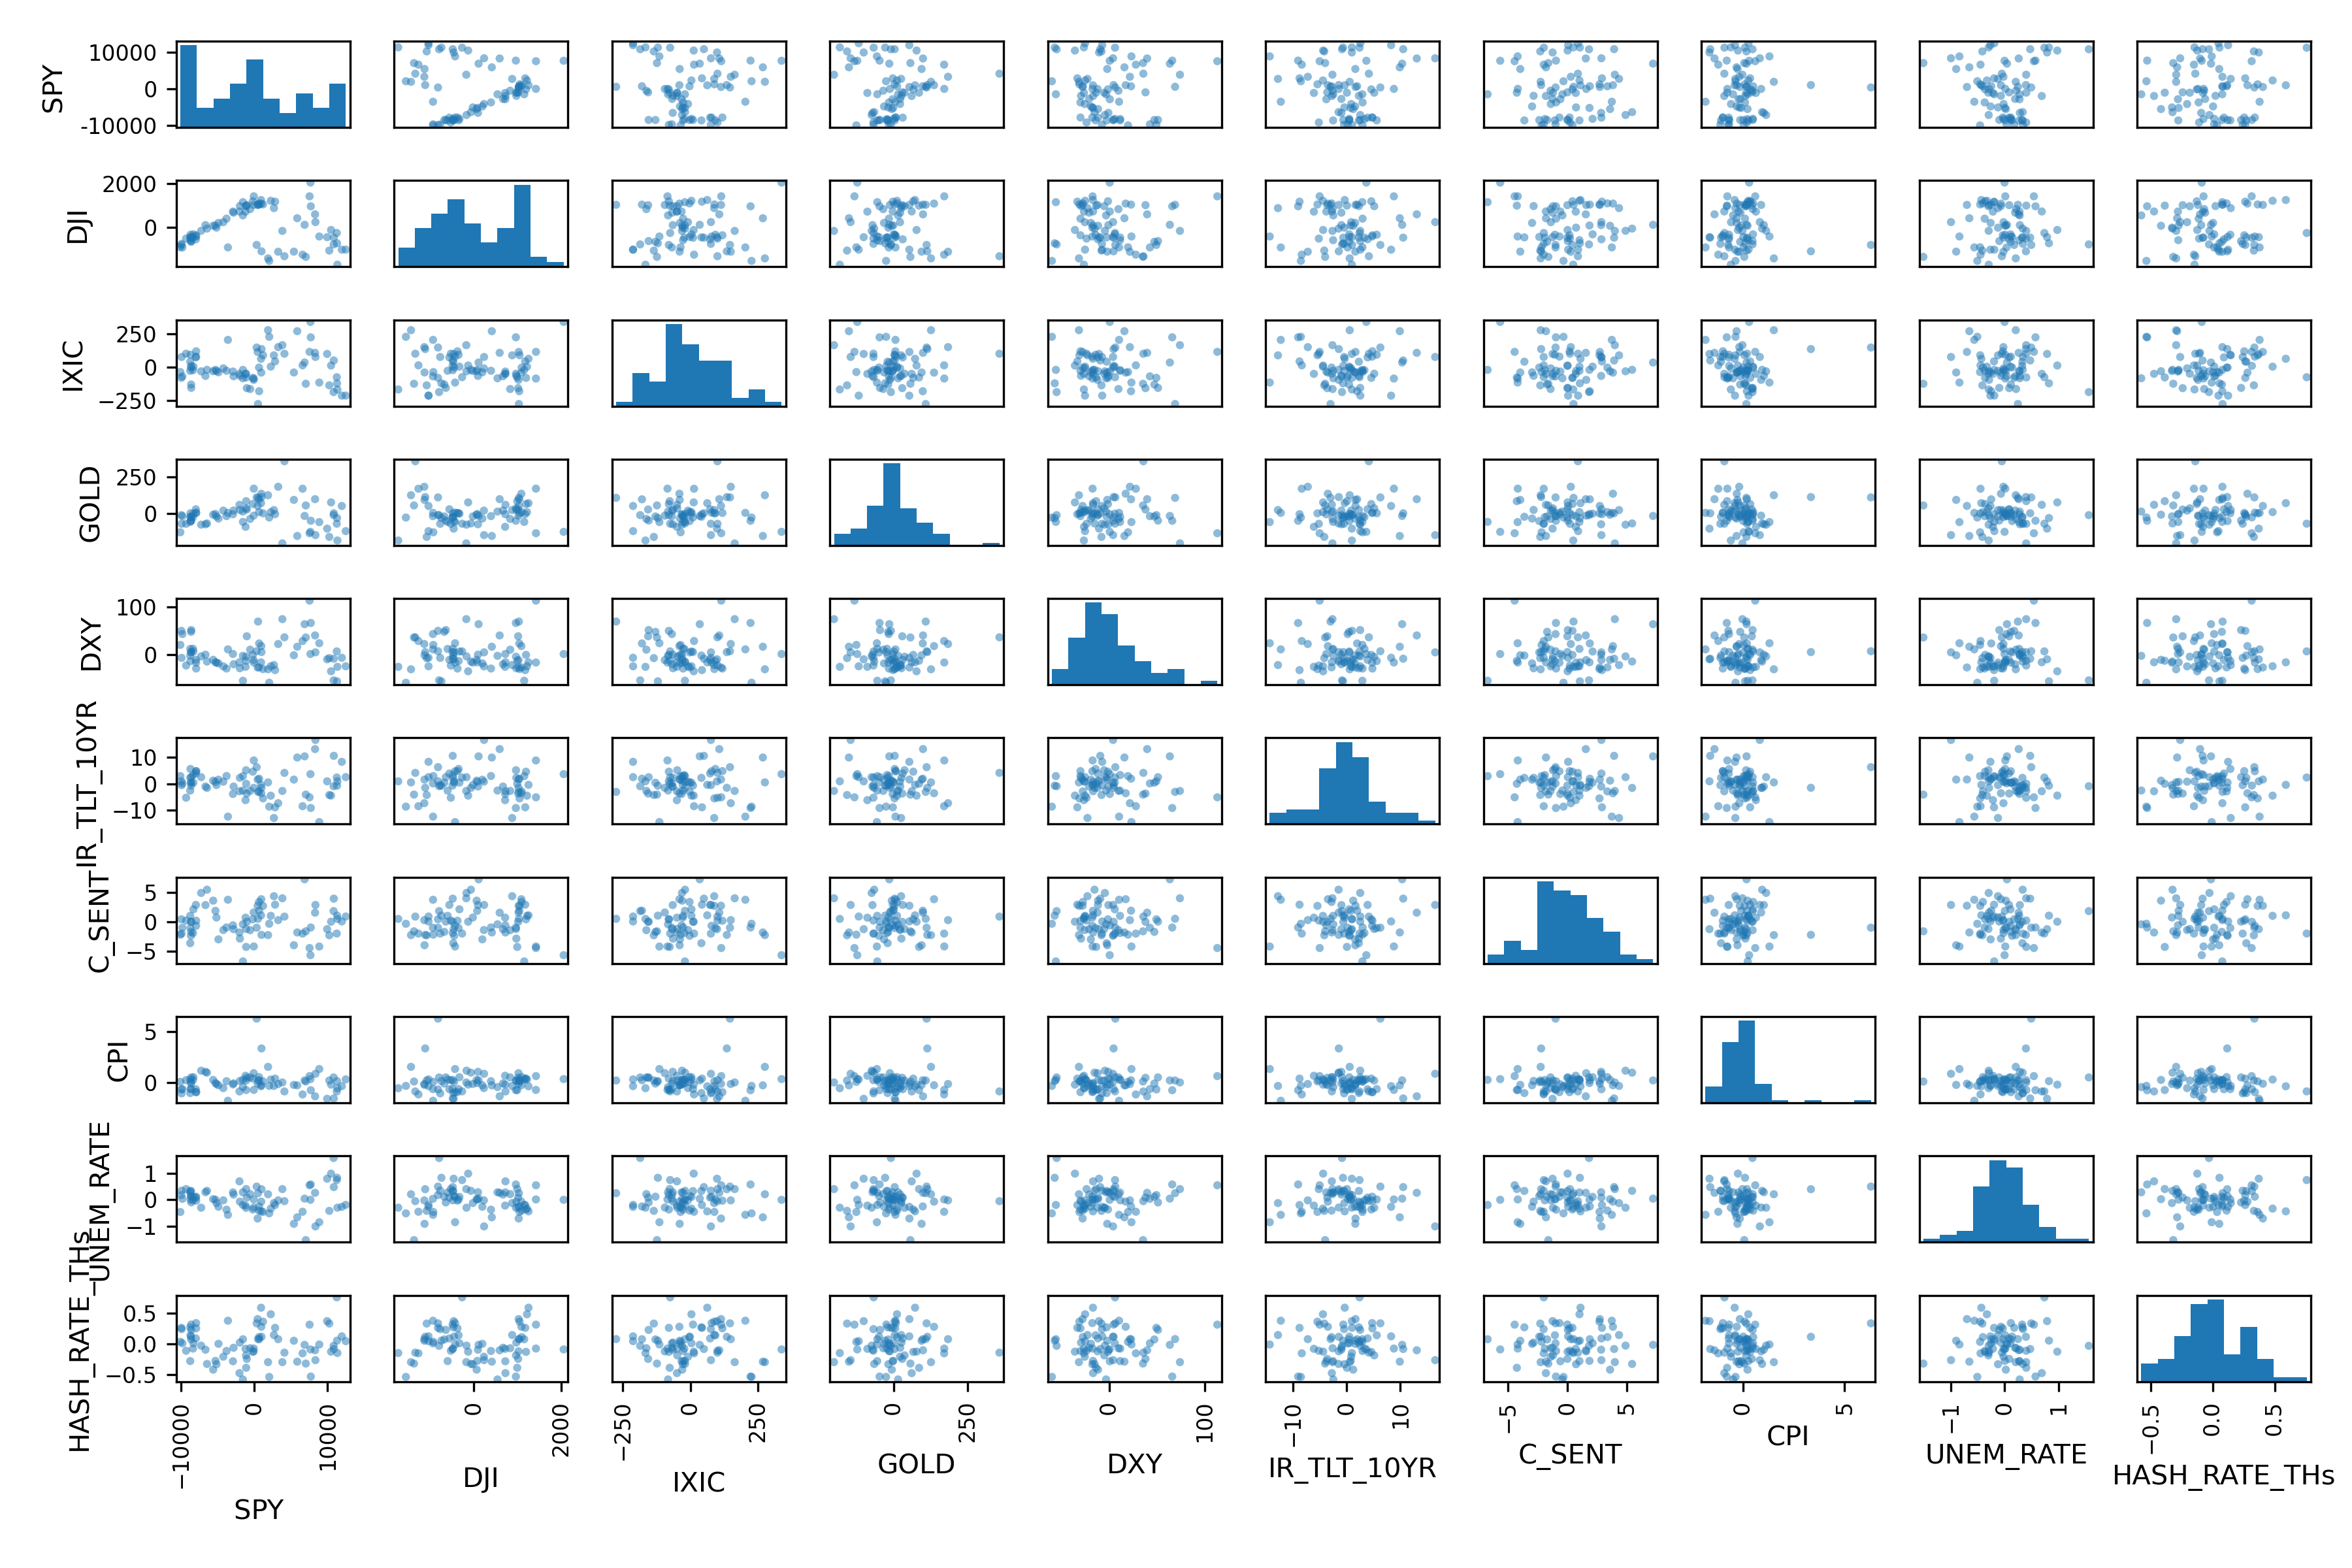 SPY
10000
0
-10000
DJI
2000
0
IXIC
250
0
−250
GOLD
250
0
DXY
100
0
IR_TLT_10YR
10
0
−10
C_SENT
5
0
−5
CPI
5
0
UNEM_RATE
1
0
−1
HASH_RATE_THs
0.5
0.0
−0.5
−10000 0 10000
0 2000
−250 0 250
0 250
0 100
−10 0 10
−5 0 5
0 5
−1 0 1
−0.5 0.0 0.5
SPY DJI IXIC GOLD DXY IR_TLT_10YR C_SENT CPI UNEM_RATE HASH_RATE_THs